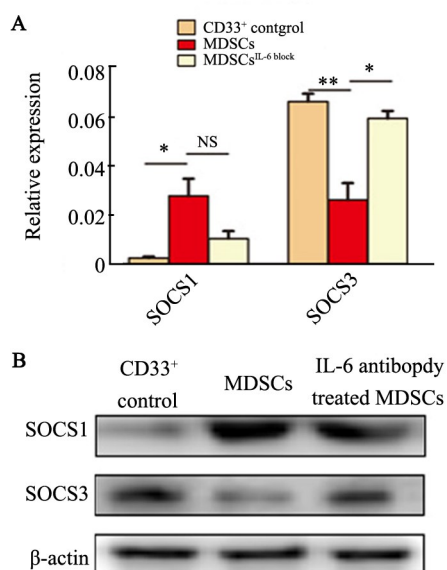 A
CD33⁺ contgrol
MDSCs
MDSCs^IL-6 block
Relative expression
0.08
0.06
0.04
0.02
0
*
NS
**
*
SOCS1
SOCS3
B
CD33⁺
control
MDSCs
IL-6 antibopdy
treated MDSCs
SOCS1
SOCS3
β-actin